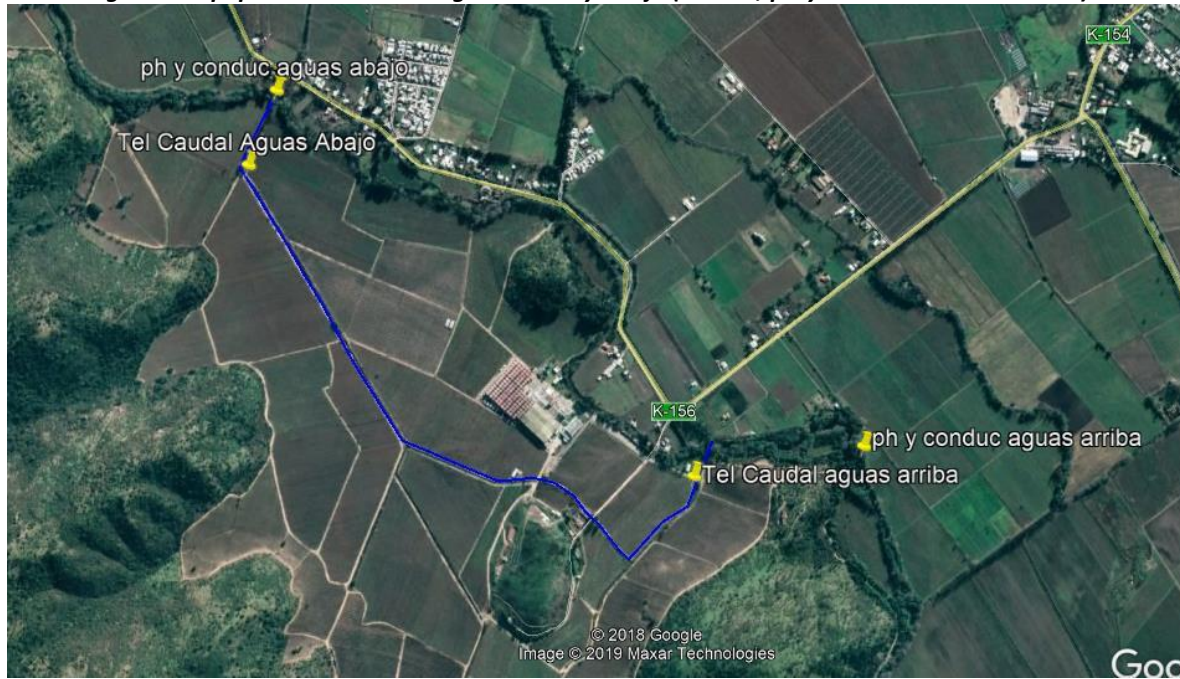 K-154
ph y conduc aguas abajo
Tel Caudal Aguas Abajo
K-156
ph y conduc aguas arriba
Tel Caudal aguas arriba
© 2018 Google
Image © 2019 Maxar Technologies
Goo